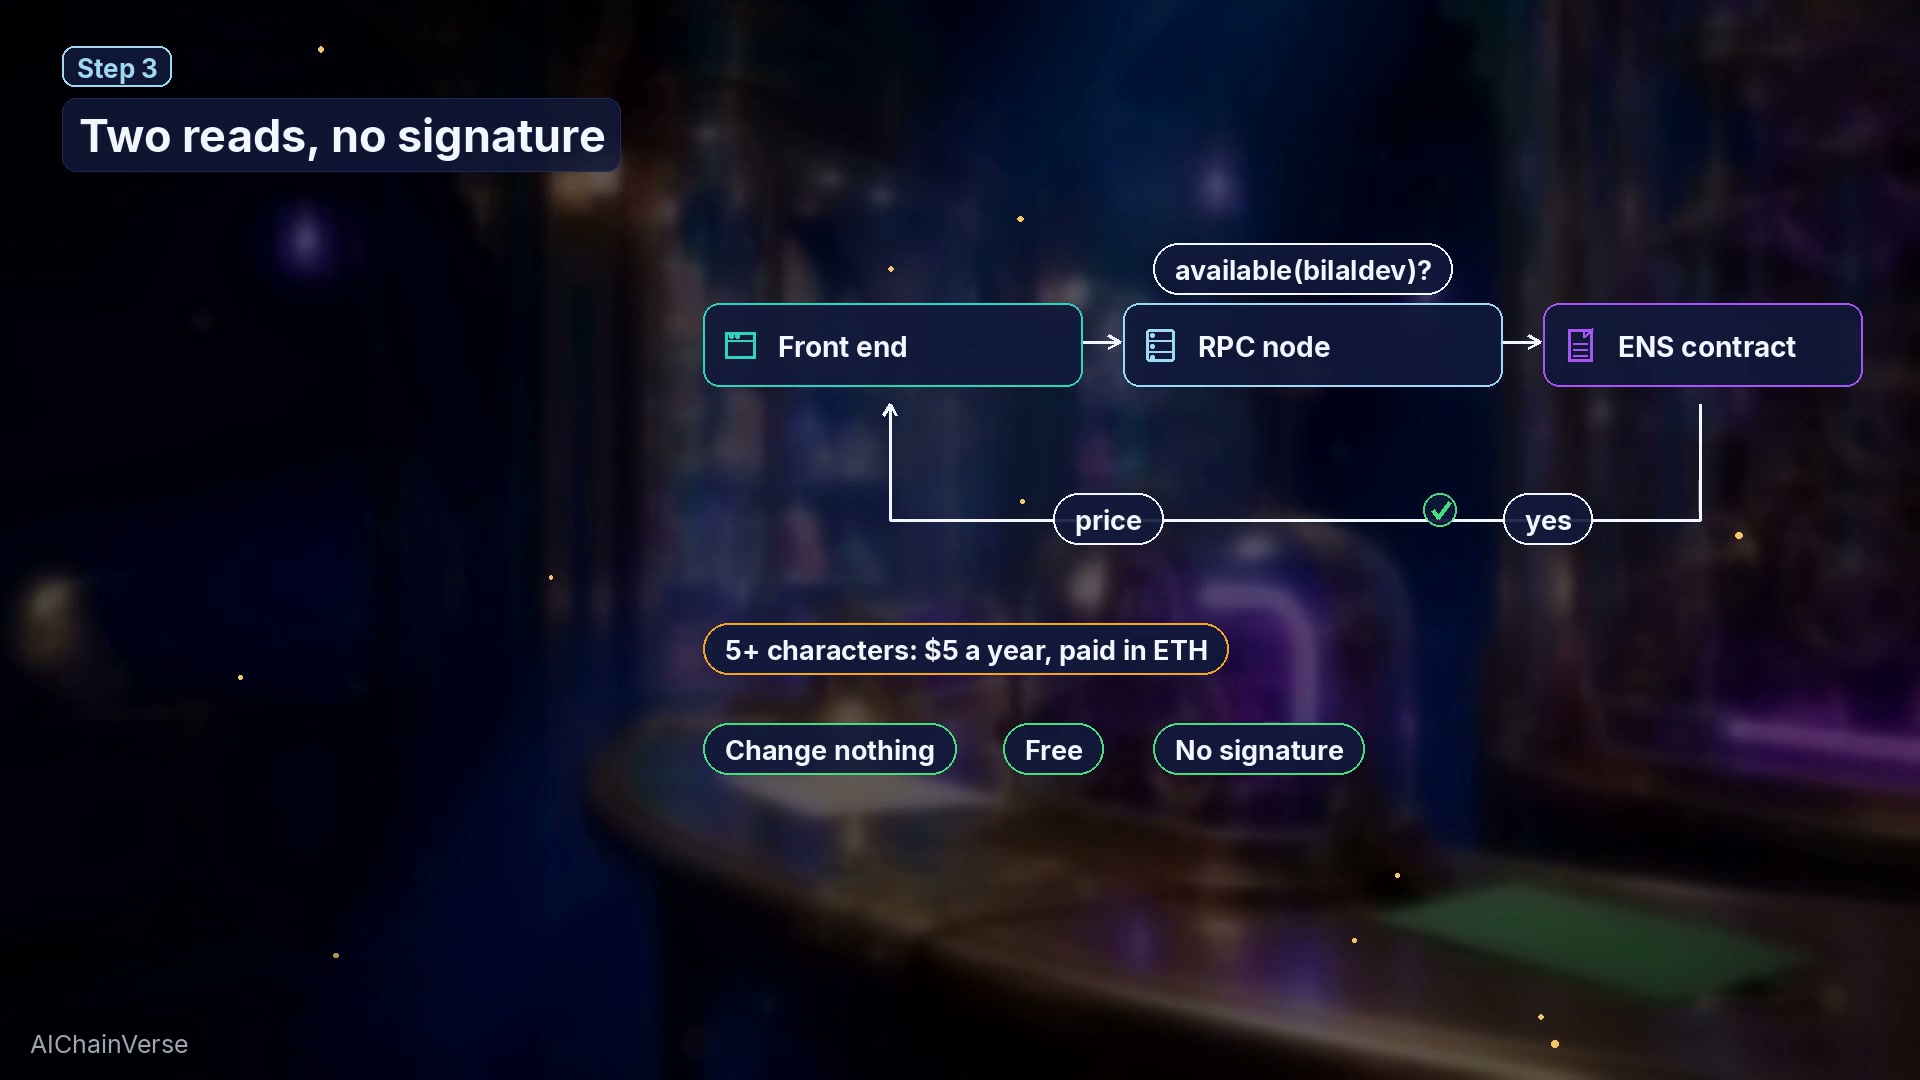 Step 3
Two reads, no signature
available(bilaldev)?
Front end
RPC node
ENS contract
price
yes
5+ characters: $5 a year, paid in ETH
Change nothing
Free
No signature
AIChainVerse